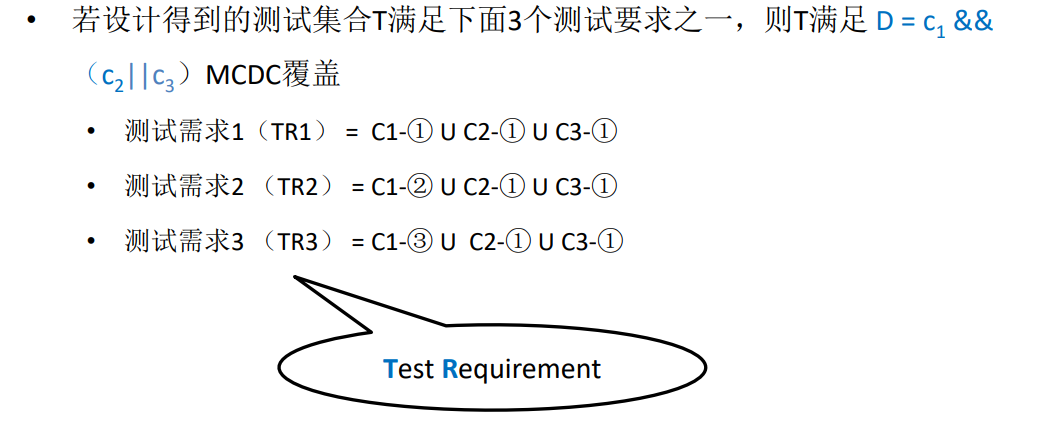 • 若设计得到的测试集合T满足下面3个测试要求之一，则T满足 D = c1 &&
（c2||c3）MCDC覆盖
• 测试需求1（TR1） = C1-① U C2-① U C3-①
• 测试需求2 （TR2） = C1-② U C2-① U C3-①
• 测试需求3 （TR3） = C1-③ U C2-① U C3-①
Test Requirement